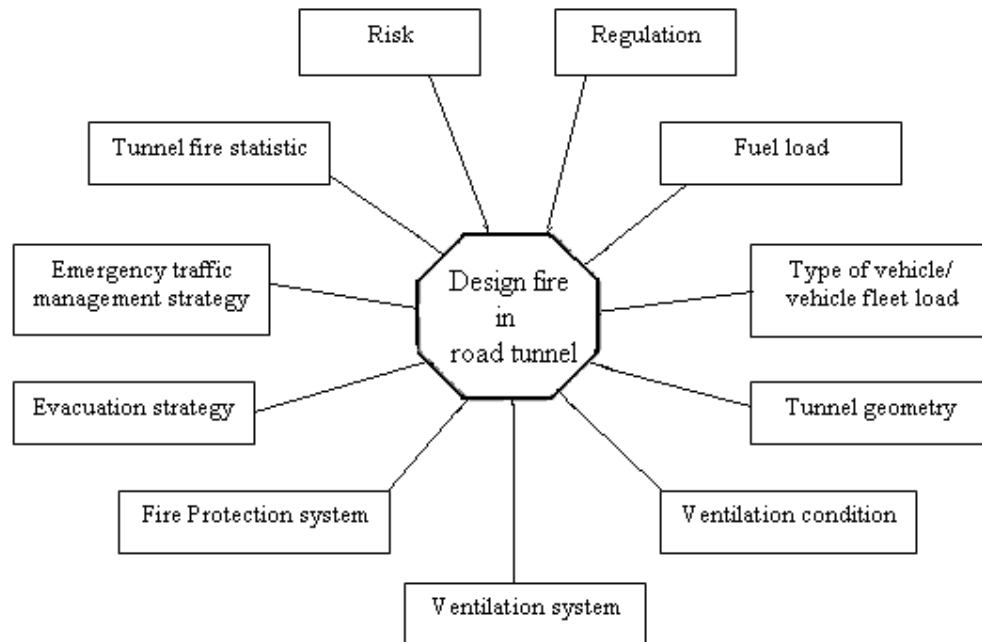 Risk
Regulation
Tunnel fire statistic
Fuel load
Emergency traffic
management strategy
Design fire
in
road tunnel
Type of vehicle/
vehicle fleet load
Evacuation strategy
Tunnel geometry
Fire Protection system
Ventilation condition
Ventilation system